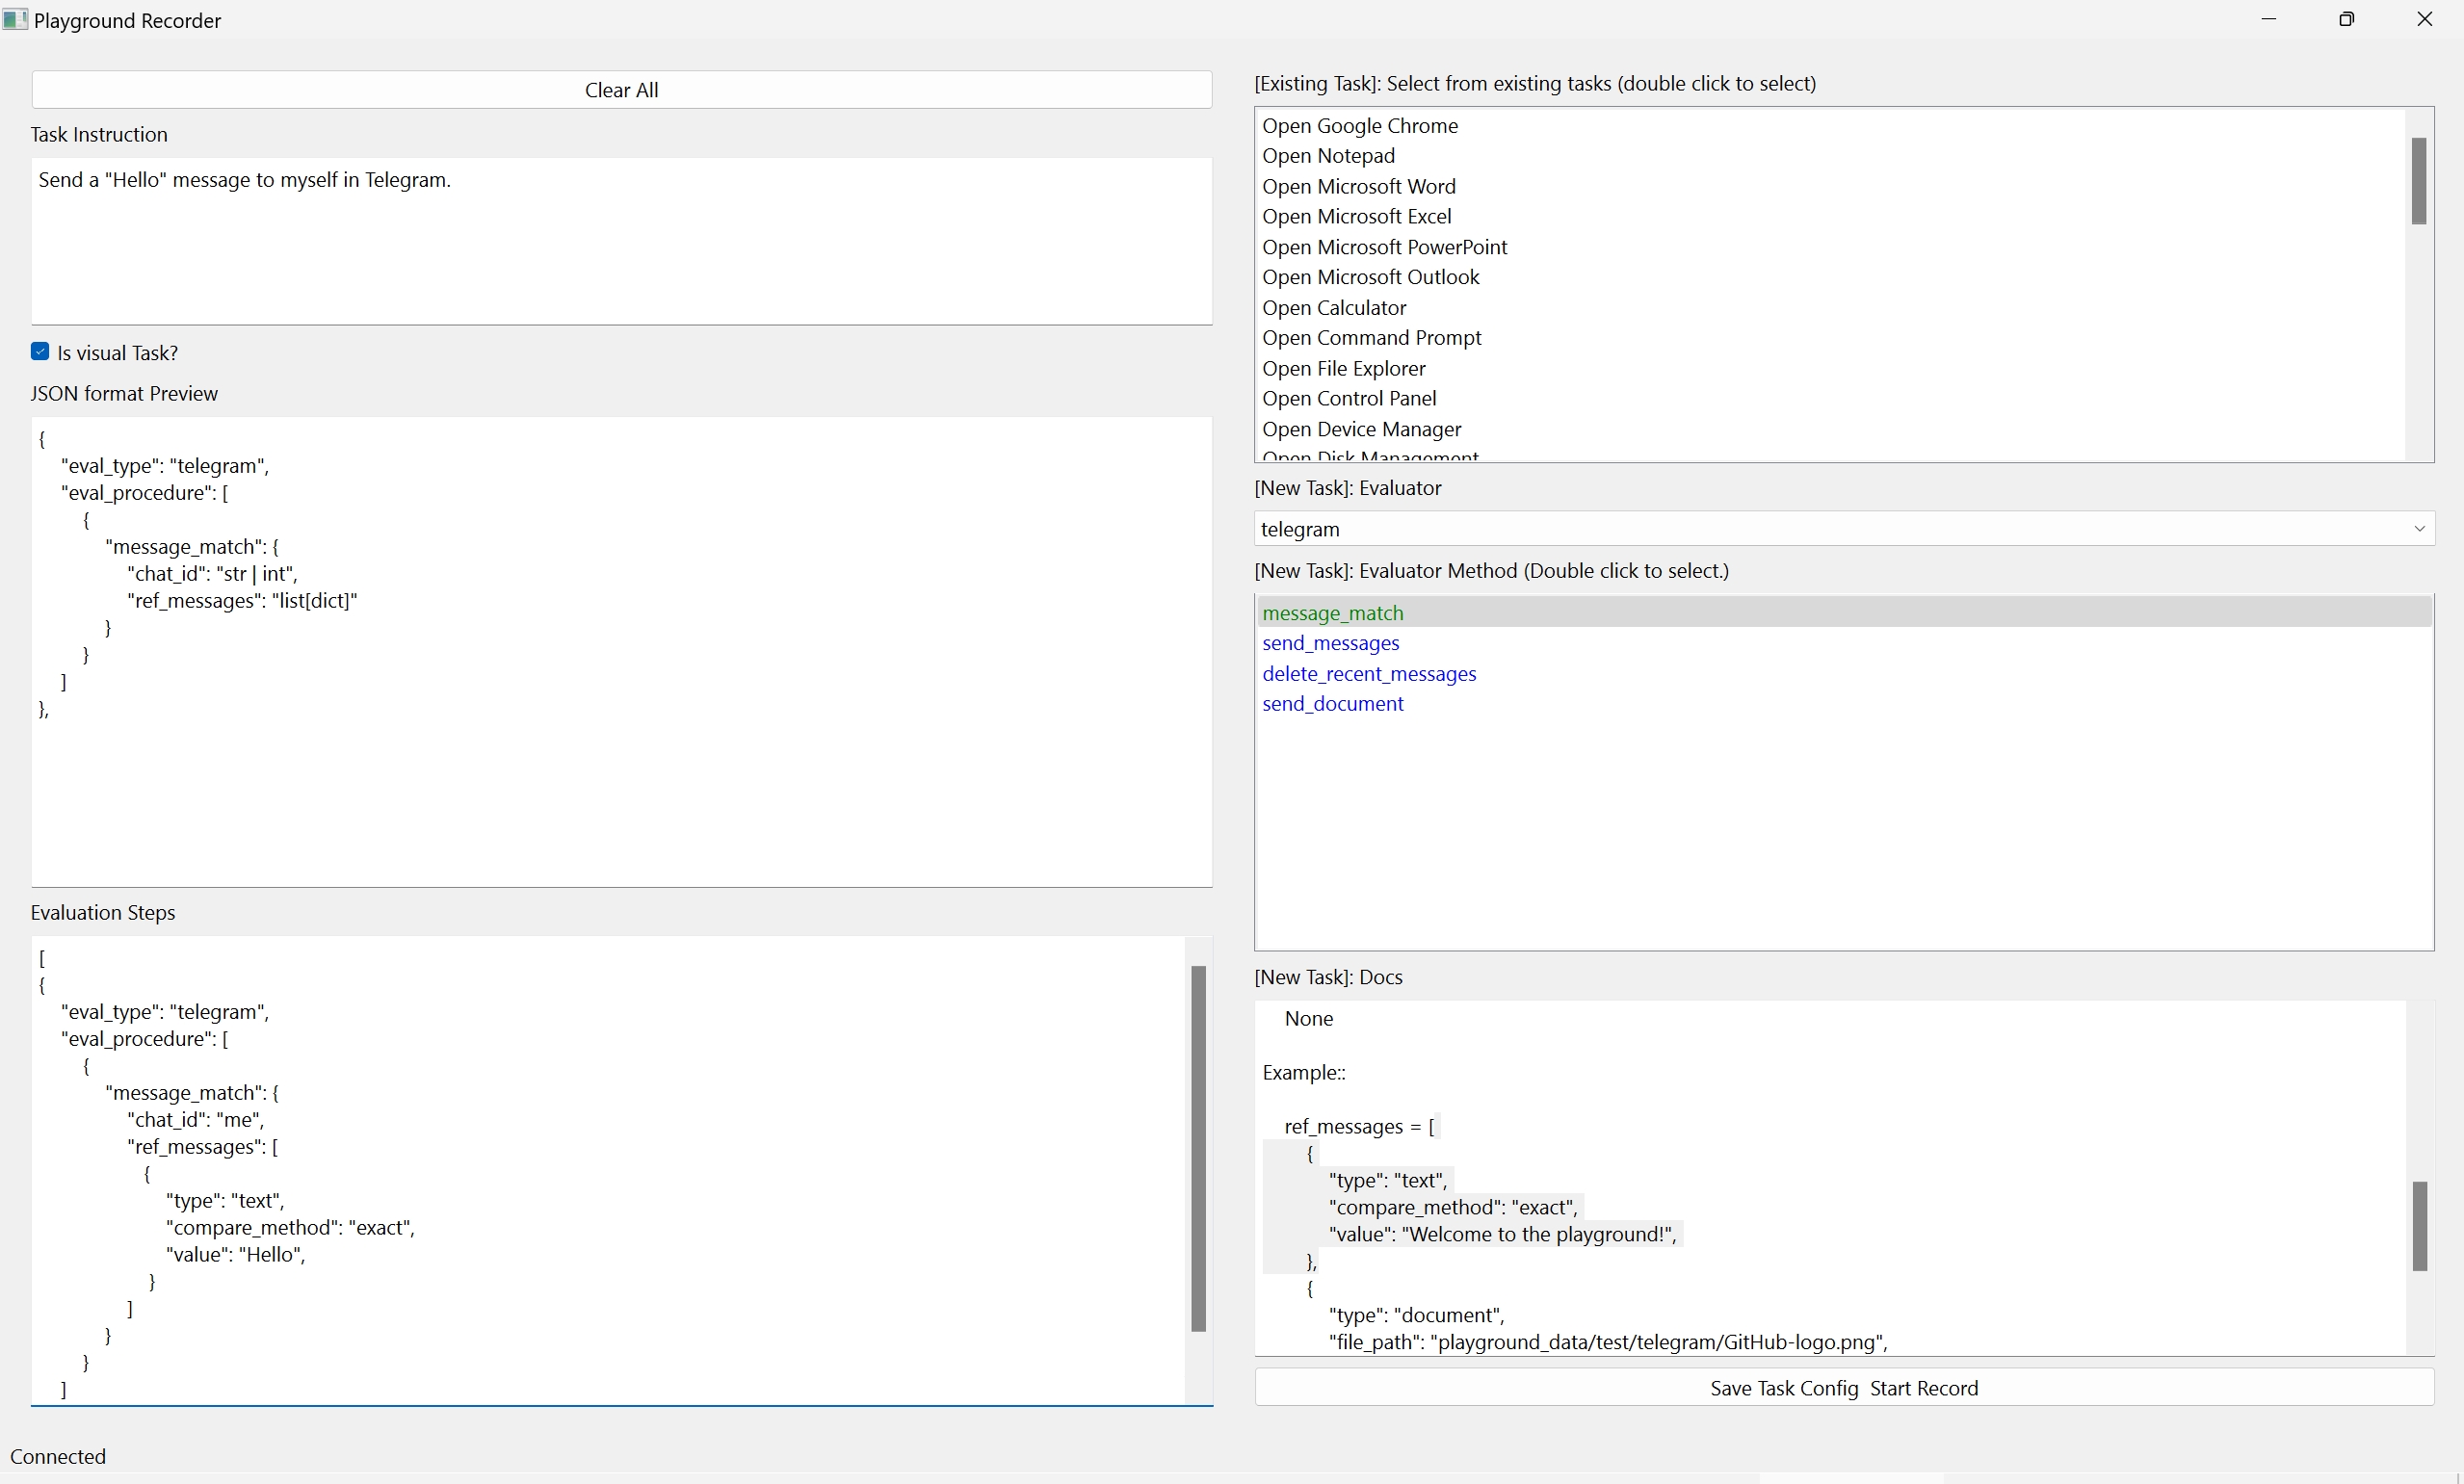 Playground Recorder
Clear All
Task Instruction
Send a "Hello" message to myself in Telegram.
Is visual Task?
JSON format Preview
{
"eval_type": "telegram",
"eval_procedure": [
{
"message_match": {
"chat_id": "str | int",
"ref_messages": "list[dict]"
}
}
]
},
Evaluation Steps
[
{
"eval_type": "telegram",
"eval_procedure": [
{
"message_match": {
"chat_id": "me",
"ref_messages": [
{
"type": "text",
"compare_method": "exact",
"value": "Hello",
}
]
}
}
]
[Existing Task]: Select from existing tasks (double click to select)
Open Google Chrome
Open Notepad
Open Microsoft Word
Open Microsoft Excel
Open Microsoft PowerPoint
Open Microsoft Outlook
Open Calculator
Open Command Prompt
Open File Explorer
Open Control Panel
Open Device Manager
Open Disk Management
[New Task]: Evaluator
telegram
[New Task]: Evaluator Method (Double click to select.)
message_match
send_messages
delete_recent_messages
send_document
[New Task]: Docs
None
Example::
ref_messages = [
{
"type": "text",
"compare_method": "exact",
"value": "Welcome to the playground!",
},
{
"type": "document",
"file_path": "playground_data/test/telegram/GitHub-logo.png",
Save Task Config Start Record
Connected